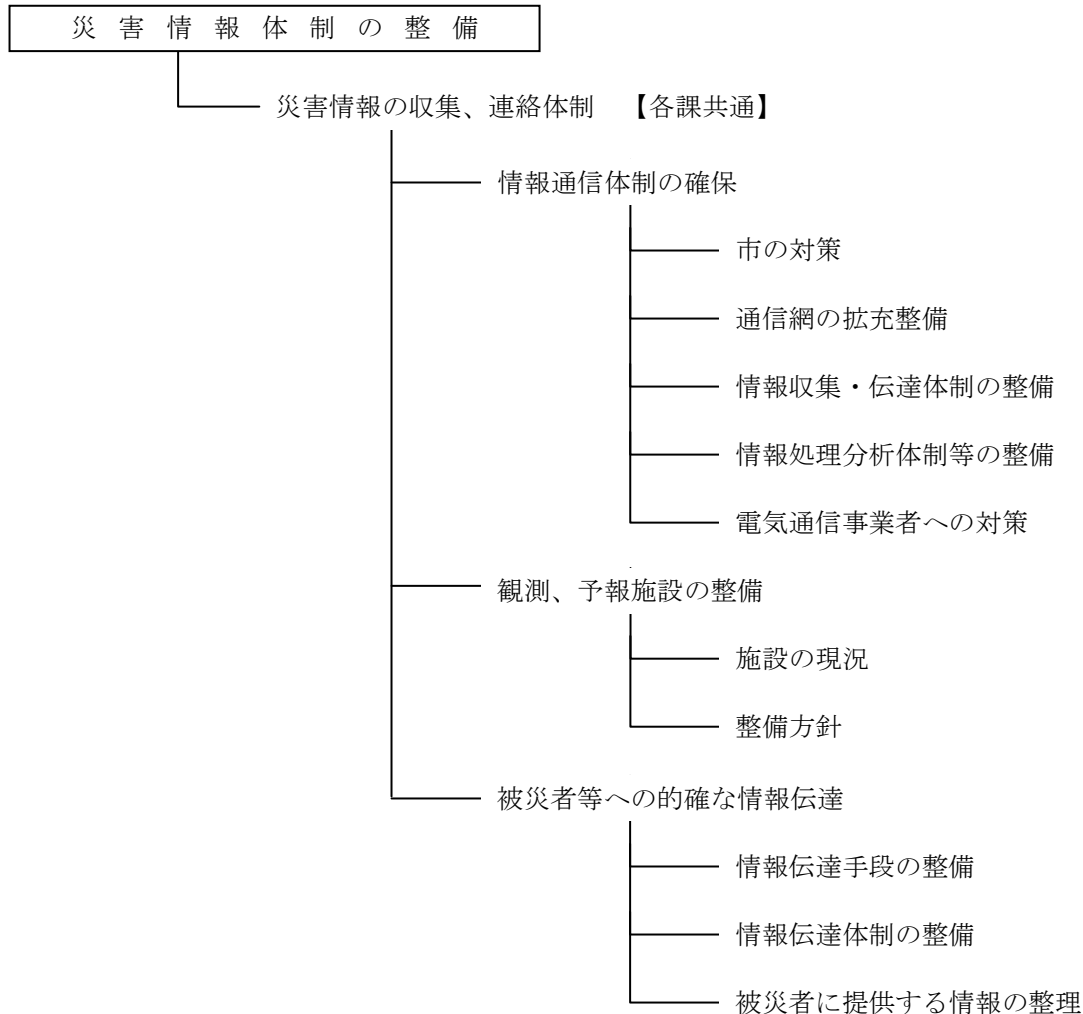 災害情報体制の整備
災害情報の収集、連絡体制　【各課共通】
情報通信体制の確保
市の対策
通信網の拡充整備
情報収集・伝達体制の整備
情報処理分析体制等の整備
電気通信事業者への対策
観測、予報施設の整備
施設の現況
整備方針
被災者等への的確な情報伝達
情報伝達手段の整備
情報伝達体制の整備
被災者に提供する情報の整理